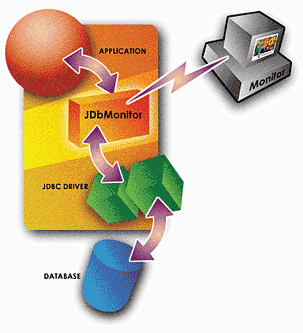 APPLICATION
JDbMonitor
Monitor
JDBC DRIVER
DATABASE